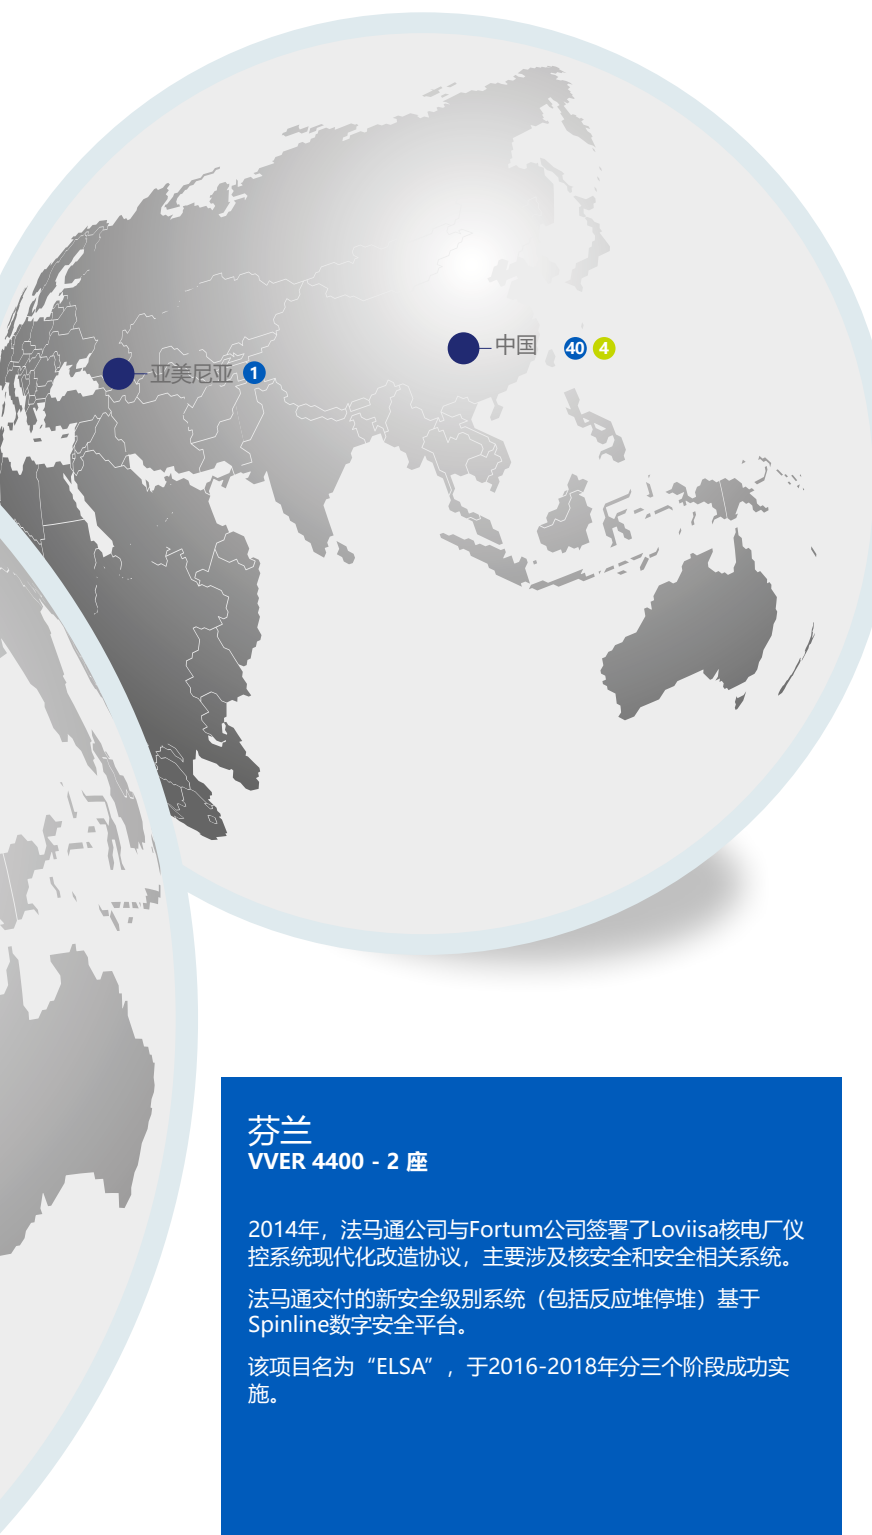 中国 40 4
亚美尼亚 1
芬兰
VVER 4400 - 2 座
2014年，法马通公司与Fortum公司签署了Loviisa核电厂仪
控系统现代化改造协议，主要涉及核安全和安全相关系统。
法马通交付的新安全级别系统（包括反应堆停堆）基于
Spinline数字安全平台。
该项目名为“ELSA”，于2016-2018年分三个阶段成功实
施。